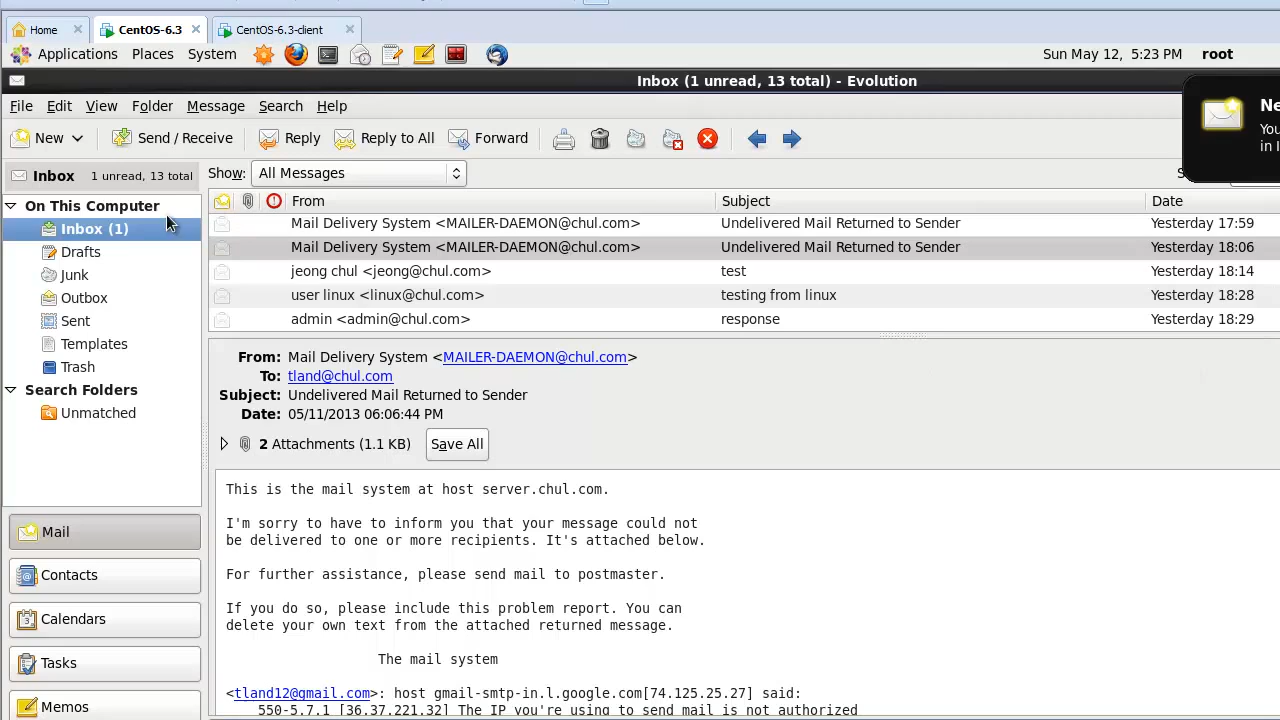 Home CentOS-6.3 CentOS-6.3-client
Applications Places System Sun May 12, 5:23 PM root
Inbox (1 unread, 13 total) - Evolution
File Edit View Folder Message Search Help
New Send / Receive Reply Reply to All Forward
You
in
Inbox 1 unread, 13 total Show: All Messages
On This Computer From Subject Date
Inbox (1)
Drafts
Junk
Outbox
Sent
Templates
Trash
Search Folders
Unmatched
Mail Delivery System <MAILER-DAEMON@chul.com> Undelivered Mail Returned to Sender Yesterday 17:59
Mail Delivery System <MAILER-DAEMON@chul.com> Undelivered Mail Returned to Sender Yesterday 18:06
jeong chul <jeong@chul.com> test Yesterday 18:14
user linux <linux@chul.com> testing from linux Yesterday 18:28
admin <admin@chul.com> response Yesterday 18:29
From: Mail Delivery System <MAILER-DAEMON@chul.com>
To: tland@chul.com
Subject: Undelivered Mail Returned to Sender
Date: 05/11/2013 06:06:44 PM
2 Attachments (1.1 KB) Save All
This is the mail system at host server.chul.com.
I'm sorry to have to inform you that your message could not
be delivered to one or more recipients. It's attached below.
For further assistance, please send mail to postmaster.
If you do so, please include this problem report. You can
delete your own text from the attached returned message.
The mail system
<tland12@gmail.com>: host gmail-smtp-in.l.google.com[74.125.25.27] said:
550-5.7.1 [36.37.221.32] The IP you're using to send mail is not authorized
Mail
Contacts
Calendars
Tasks
Memos